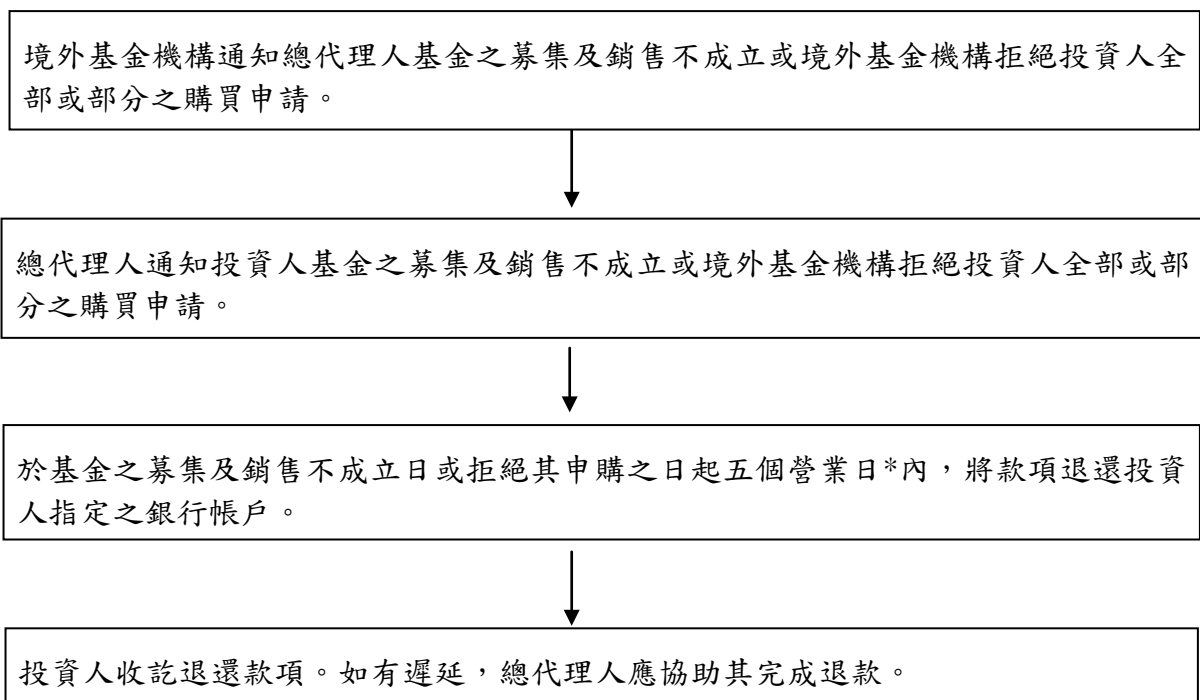 境外基金機構通知總代理人基金之募集及銷售不成立或境外基金機構拒絕投資人全
部或部分之購買申請。
總代理人通知投資人基金之募集及銷售不成立或境外基金機構拒絕投資人全部或部
分之購買申請。
於基金之募集及銷售不成立日或拒絕其申購之日起五個營業日*內，將款項退還投資
人指定之銀行帳戶。
投資人收訖退還款項。如有遲延，總代理人應協助其完成退款。